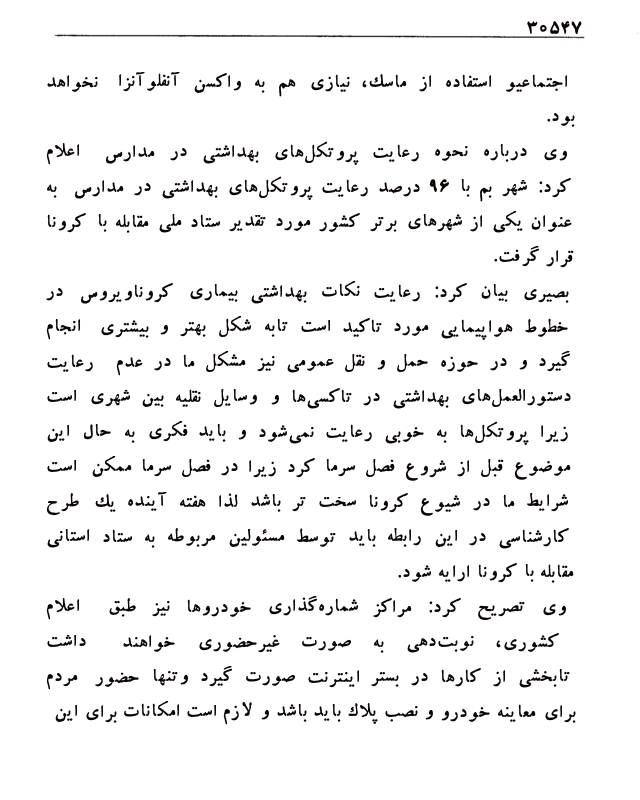 ۳۰۵۴۷
اجتماعیو استفاده از ماسك، نیازی هم به واکسن آنفلوآنزا نخواهد
بود.
وی درباره نحوه رعایت پروتکل‌های بهداشتی در مدارس اعلام
کرد: شهر بم با ۹۶ درصد رعایت پروتکل‌های بهداشتی در مدارس به
عنوان یکی از شهرهای برتر کشور مورد تقدیر ستاد ملی مقابله با کرونا
قرار گرفت.
بصیری بیان کرد: رعایت نکات بهداشتی بیماری کروناویروس در
خطوط هواپیمایی مورد تاکید است تابه شکل بهتر و بیشتری انجام
گیرد و در حوزه حمل و نقل عمومی نیز مشکل ما در عدم رعایت
دستورالعمل‌های بهداشتی در تاکسی‌ها و وسایل نقلیه بین شهری است
زیرا پروتکل‌ها به خوبی رعایت نمی‌شود و باید فکری به حال این
موضوع قبل از شروع فصل سرما کرد زیرا در فصل سرما ممکن است
شرایط ما در شیوع کرونا سخت تر باشد لذا هفته آینده یك طرح
کارشناسی در این رابطه باید توسط مسئولین مربوطه به ستاد استانی
مقابله با کرونا ارایه شود.
وی تصریح کرد: مراکز شماره‌گذاری خودروها نیز طبق اعلام
کشوری، نوبت‌دهی به صورت غیرحضوری خواهند داشت
تابخشی از کارها در بستر اینترنت صورت گیرد وتنها حضور مردم
برای معاینه خودرو و نصب پلاك باید باشد و لازم است امکانات برای این